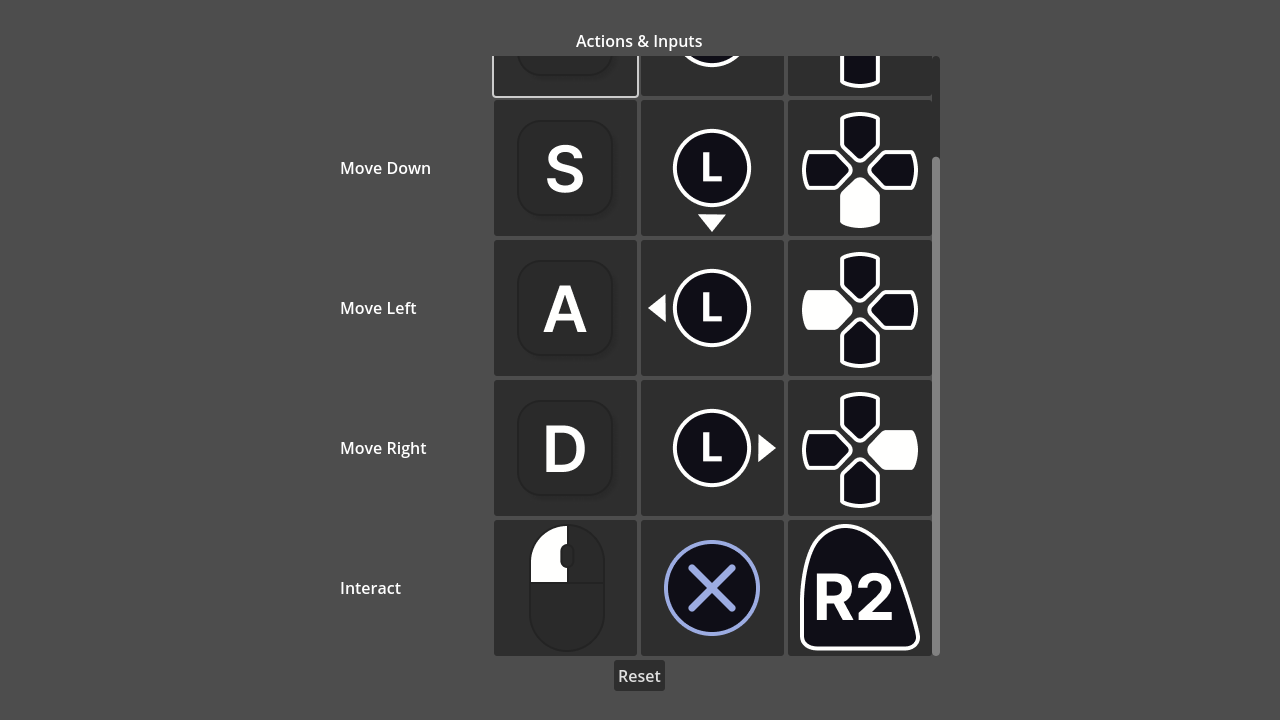 Actions & Inputs
Move Down S L
Move Left A L
Move Right D L
Interact R2
Reset